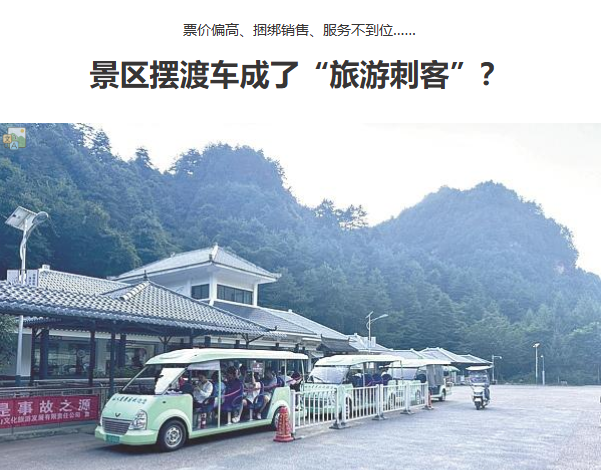 票价偏高、捆绑销售、服务不到位......
景区摆渡车成了“旅游刺客”？
是事故之源
文化旅游发展有限责任公司